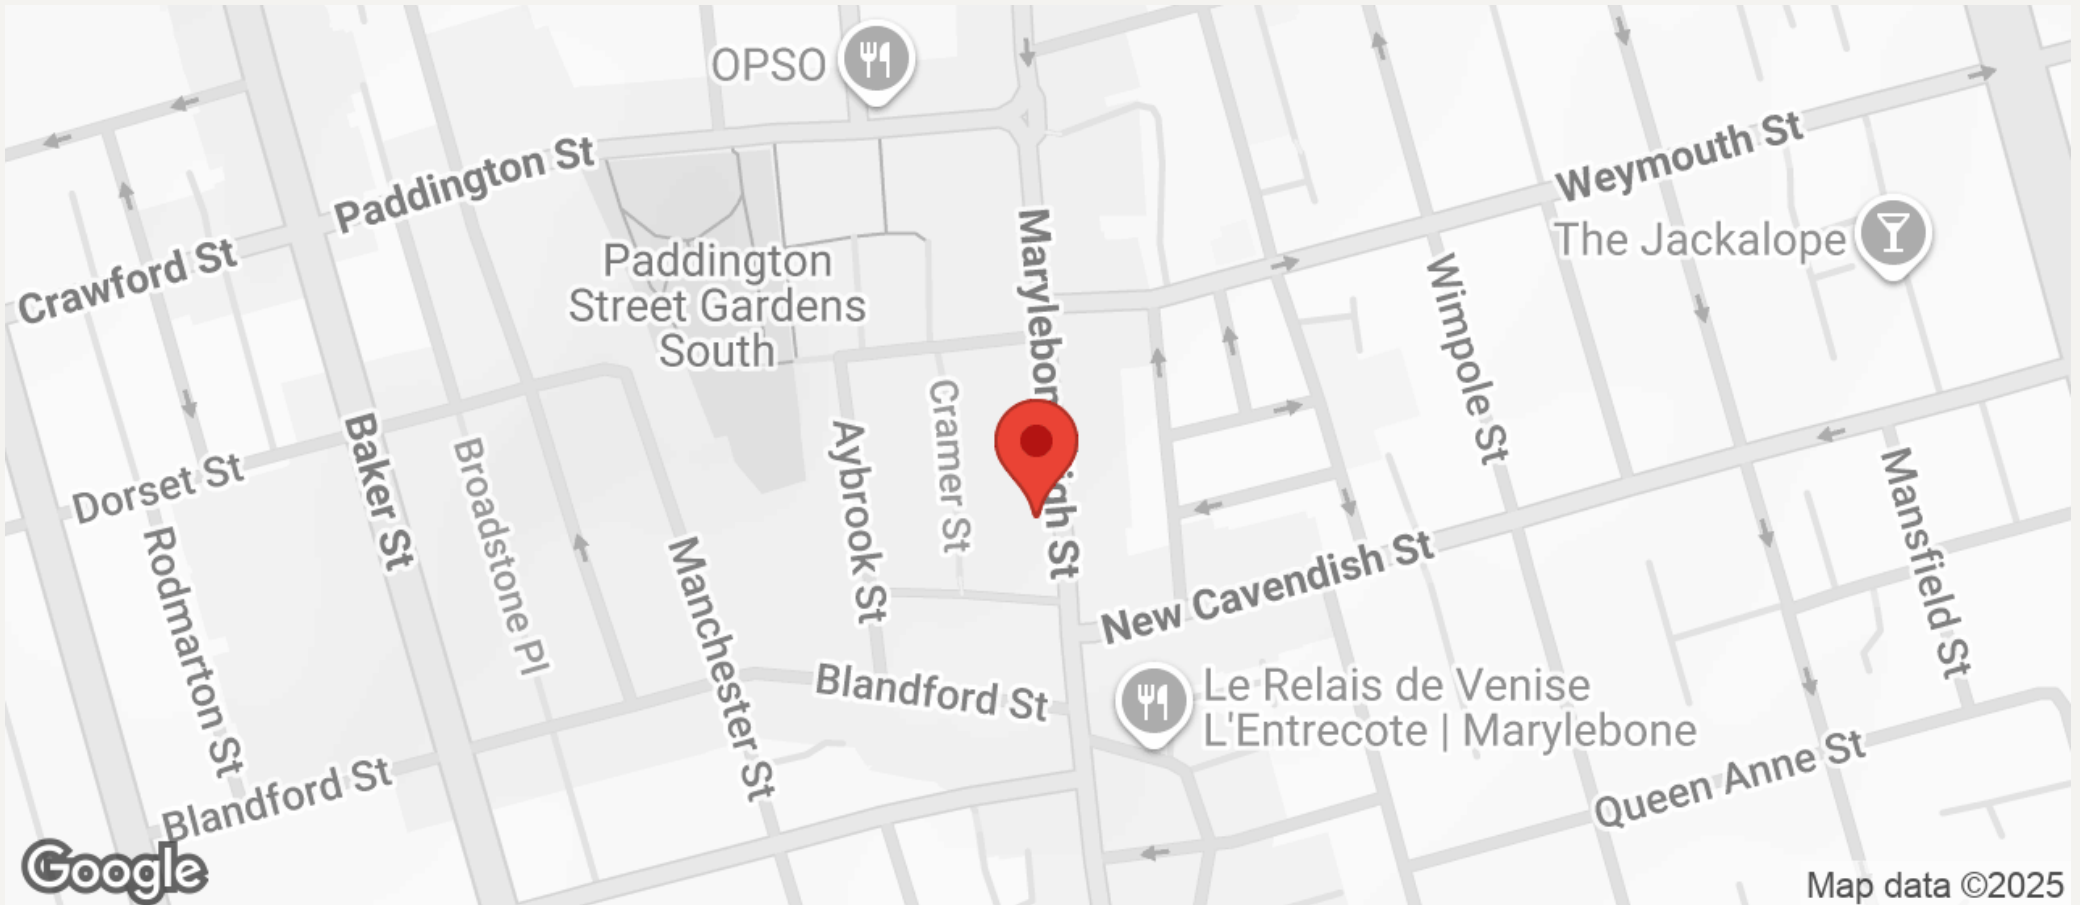 OPSO
Paddington St
Weymouth St
Crawford St
Paddington
Street Gardens
South
The Jackalope
Wimpole St
Cramer St
Aybrook St
Baker St
Broadstone Pl
Dorset St
Rodmarton St
Manchester St
New Cavendish St
Mansfield St
Blandford St
Le Relais de Venise
L'Entrecote | Marylebone
Queen Anne St
Blandford St
Google
Map data ©2025